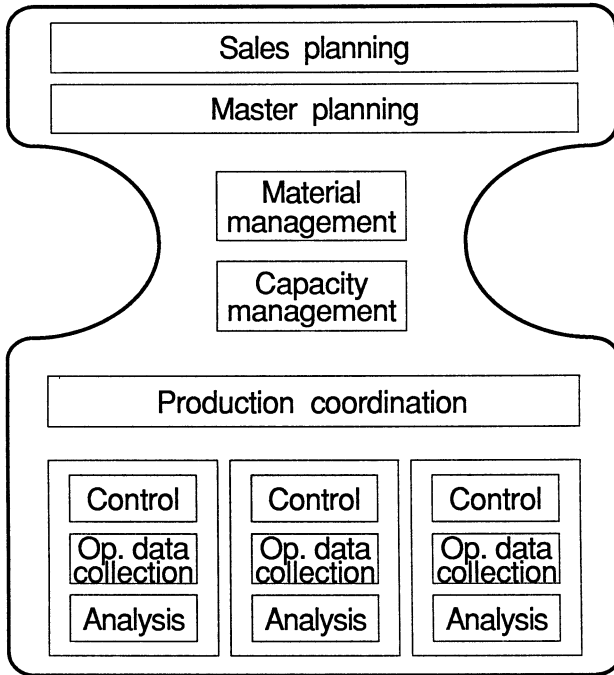 Sales planning
Master planning
Material
management
Capacity
management
Production coordination
Control
Op. data
collection
Analysis
Control
Op. data
collection
Analysis
Control
Op. data
collection
Analysis